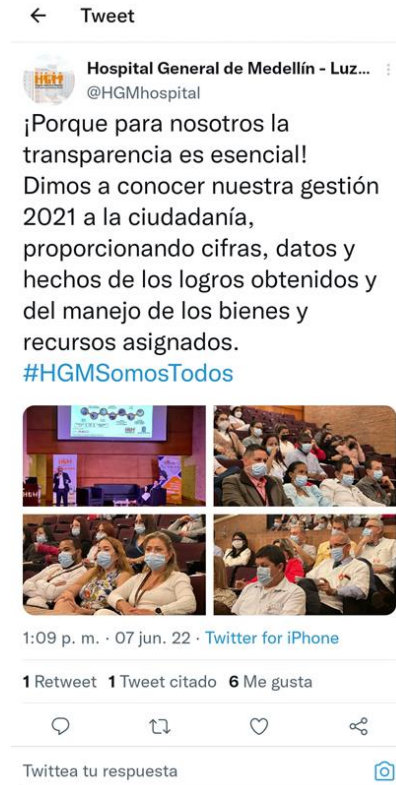 Tweet
Hospital General de Medellín - Luz...
@HGMhospital
¡Porque para nosotros la
transparencia es esencial!
Dimos a conocer nuestra gestión
2021 a la ciudadanía,
proporcionando cifras, datos y
hechos de los logros obtenidos y
del manejo de los bienes y
recursos asignados.
#HGMSomosTodos
1:09 p. m. · 07 jun. 22 · Twitter for iPhone
1 Retweet 1 Tweet citado 6 Me gusta
Twittea tu respuesta